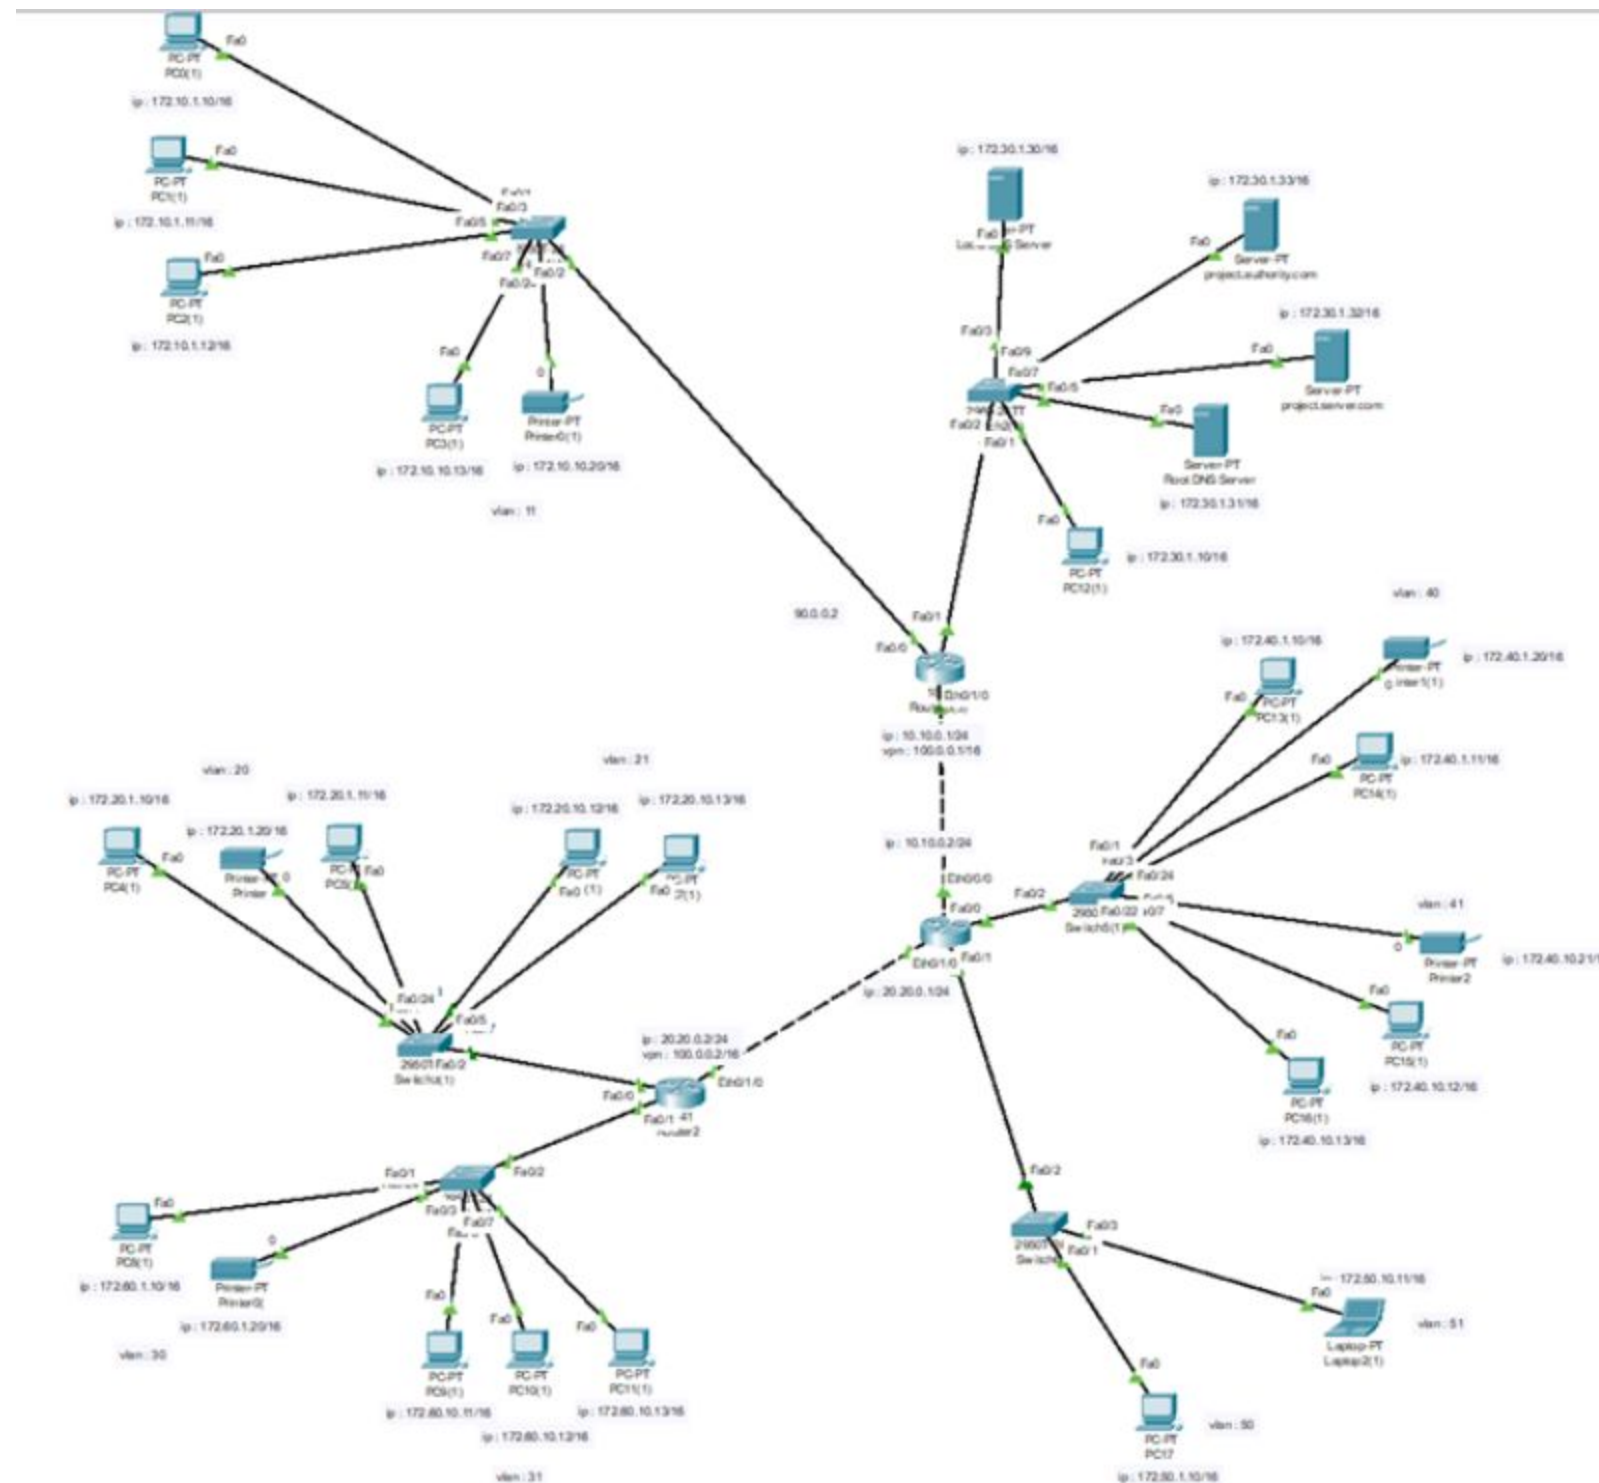 Fa0
PC-PT
PC0(1)
ip : 172.10.1.10/16
Fa0
PC-PT
PC1(1)
ip : 172.10.1.11/16
Fa0
PC-PT
PC2(1)
ip : 172.10.1.12/16
Fa0/3
Fa0/5
Fa0/7
Fa0/2
Fa0
PC-PT
PC3(1)
ip : 172.10.10.13/16
0
Printer-PT
Printer0(1)
ip : 172.10.10.20/16
vlan : 11
ip : 172.30.1.30/16
Fa0
Server
ip : 172.30.1.33/16
Fa0
Server-PT
project.authority.com
ip : 172.30.1.32/16
Fa0
Server-PT
project.server.com
Fa0/3
Fa0/9
Fa0/7
Fa0/5
Fa0/2
Fa0/1
Fa0
Server-PT
Root DNS Server
ip : 172.30.1.31/16
Fa0
PC-PT
PC12(1)
ip : 172.30.1.10/16
90.0.0.2
Fa0/1
Fa0/0
Eth0/1/0
ip : 10.10.0.1/24
vpn : 100.0.0.1/16
vlan : 40
ip : 172.40.1.10/16
Fa0
PC-PT
PC13(1)
ip : 172.40.1.20/16
0
Fa0
PC-PT
PC14(1)
ip : 172.40.1.11/16
vlan : 20
vlan : 21
ip : 172.20.1.10/16
Fa0
PC-PT
PC4(1)
ip : 172.20.1.20/16
0
Printer
ip : 172.20.1.11/16
Fa0
ip : 172.20.10.12/16
Fa0
ip : 172.20.10.13/16
Fa0
ip : 10.10.0.2/24
Eth0/0/0
Fa0/0
Fa0/2
Fa0/1
Eth0/1/0
ip : 20.20.0.1/24
Fa0/1
Fa0/24
Fa0/22
vlan : 41
0
Printer-PT
Printer2
Fa0
PC-PT
PC15(1)
ip : 172.40.10.12/16
Fa0
PC-PT
PC16(1)
ip : 172.40.10.13/16
Fa0/24
Fa0/5
Fa0/2
ip : 20.20.0.2/24
vpn : 100.0.0.2/16
Eth0/1/0
Fa0/0
Fa0/1
Fa0/2
Fa0/1
Fa0/3
Fa0/7
Fa0
PC-PT
ip : 172.60.1.10/16
0
Printer-PT
ip : 172.60.1.20/16
vlan : 30
Fa0
PC-PT
PC9(1)
ip : 172.60.10.11/16
Fa0
PC-PT
PC10(1)
ip : 172.60.10.12/16
Fa0
PC-PT
PC11(1)
ip : 172.60.10.13/16
vlan : 31
Fa0/2
Fa0/3
Fa0/1
172.50.10.11/16
Fa0
Laptop-PT
Laptop2(1)
vlan : 51
Fa0
PC-PT
PC17
vlan : 50
ip : 172.50.1.10/16